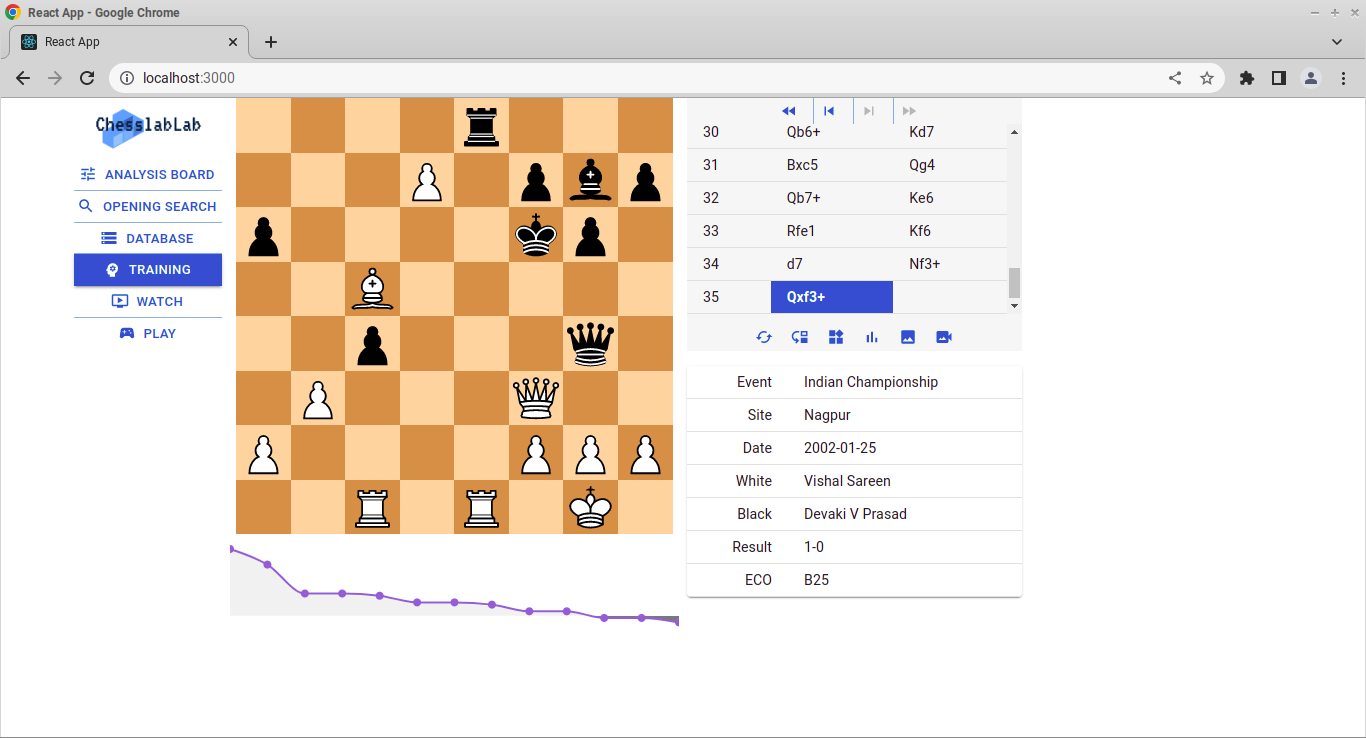 React App - Google Chrome
React App
localhost:3000
ChesslabLab
ANALYSIS BOARD
OPENING SEARCH
DATABASE
TRAINING
WATCH
PLAY
30 Qb6+ Kd7
31 Bxc5 Qg4
32 Qb7+ Ke6
33 Rfe1 Kf6
34 d7 Nf3+
35 Qxf3+
Event Indian Championship
Site Nagpur
Date 2002-01-25
White Vishal Sareen
Black Devaki V Prasad
Result 1-0
ECO B25